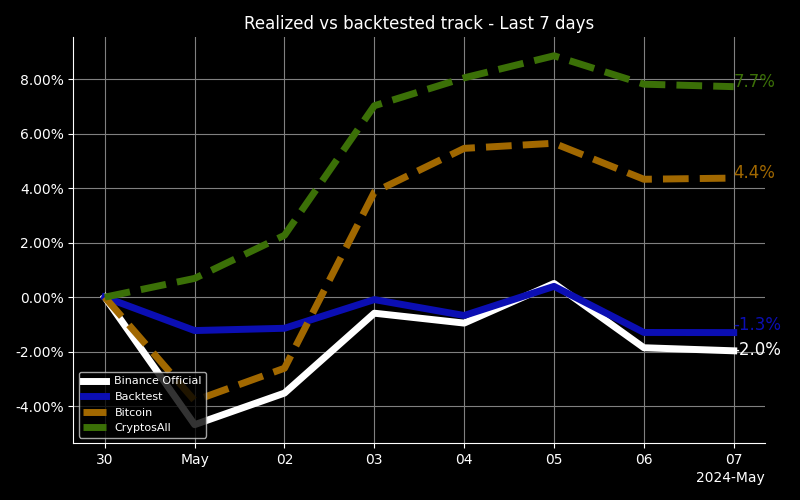 Realized vs backtested track - Last 7 days
8.00%
6.00%
4.00%
2.00%
0.00%
-2.00%
-4.00%
7.7%
4.4%
-1.3%
-2.0%
Binance Official
Backtest
Bitcoin
CryptosAll
30 May 02 03 04 05 06 07
2024-May